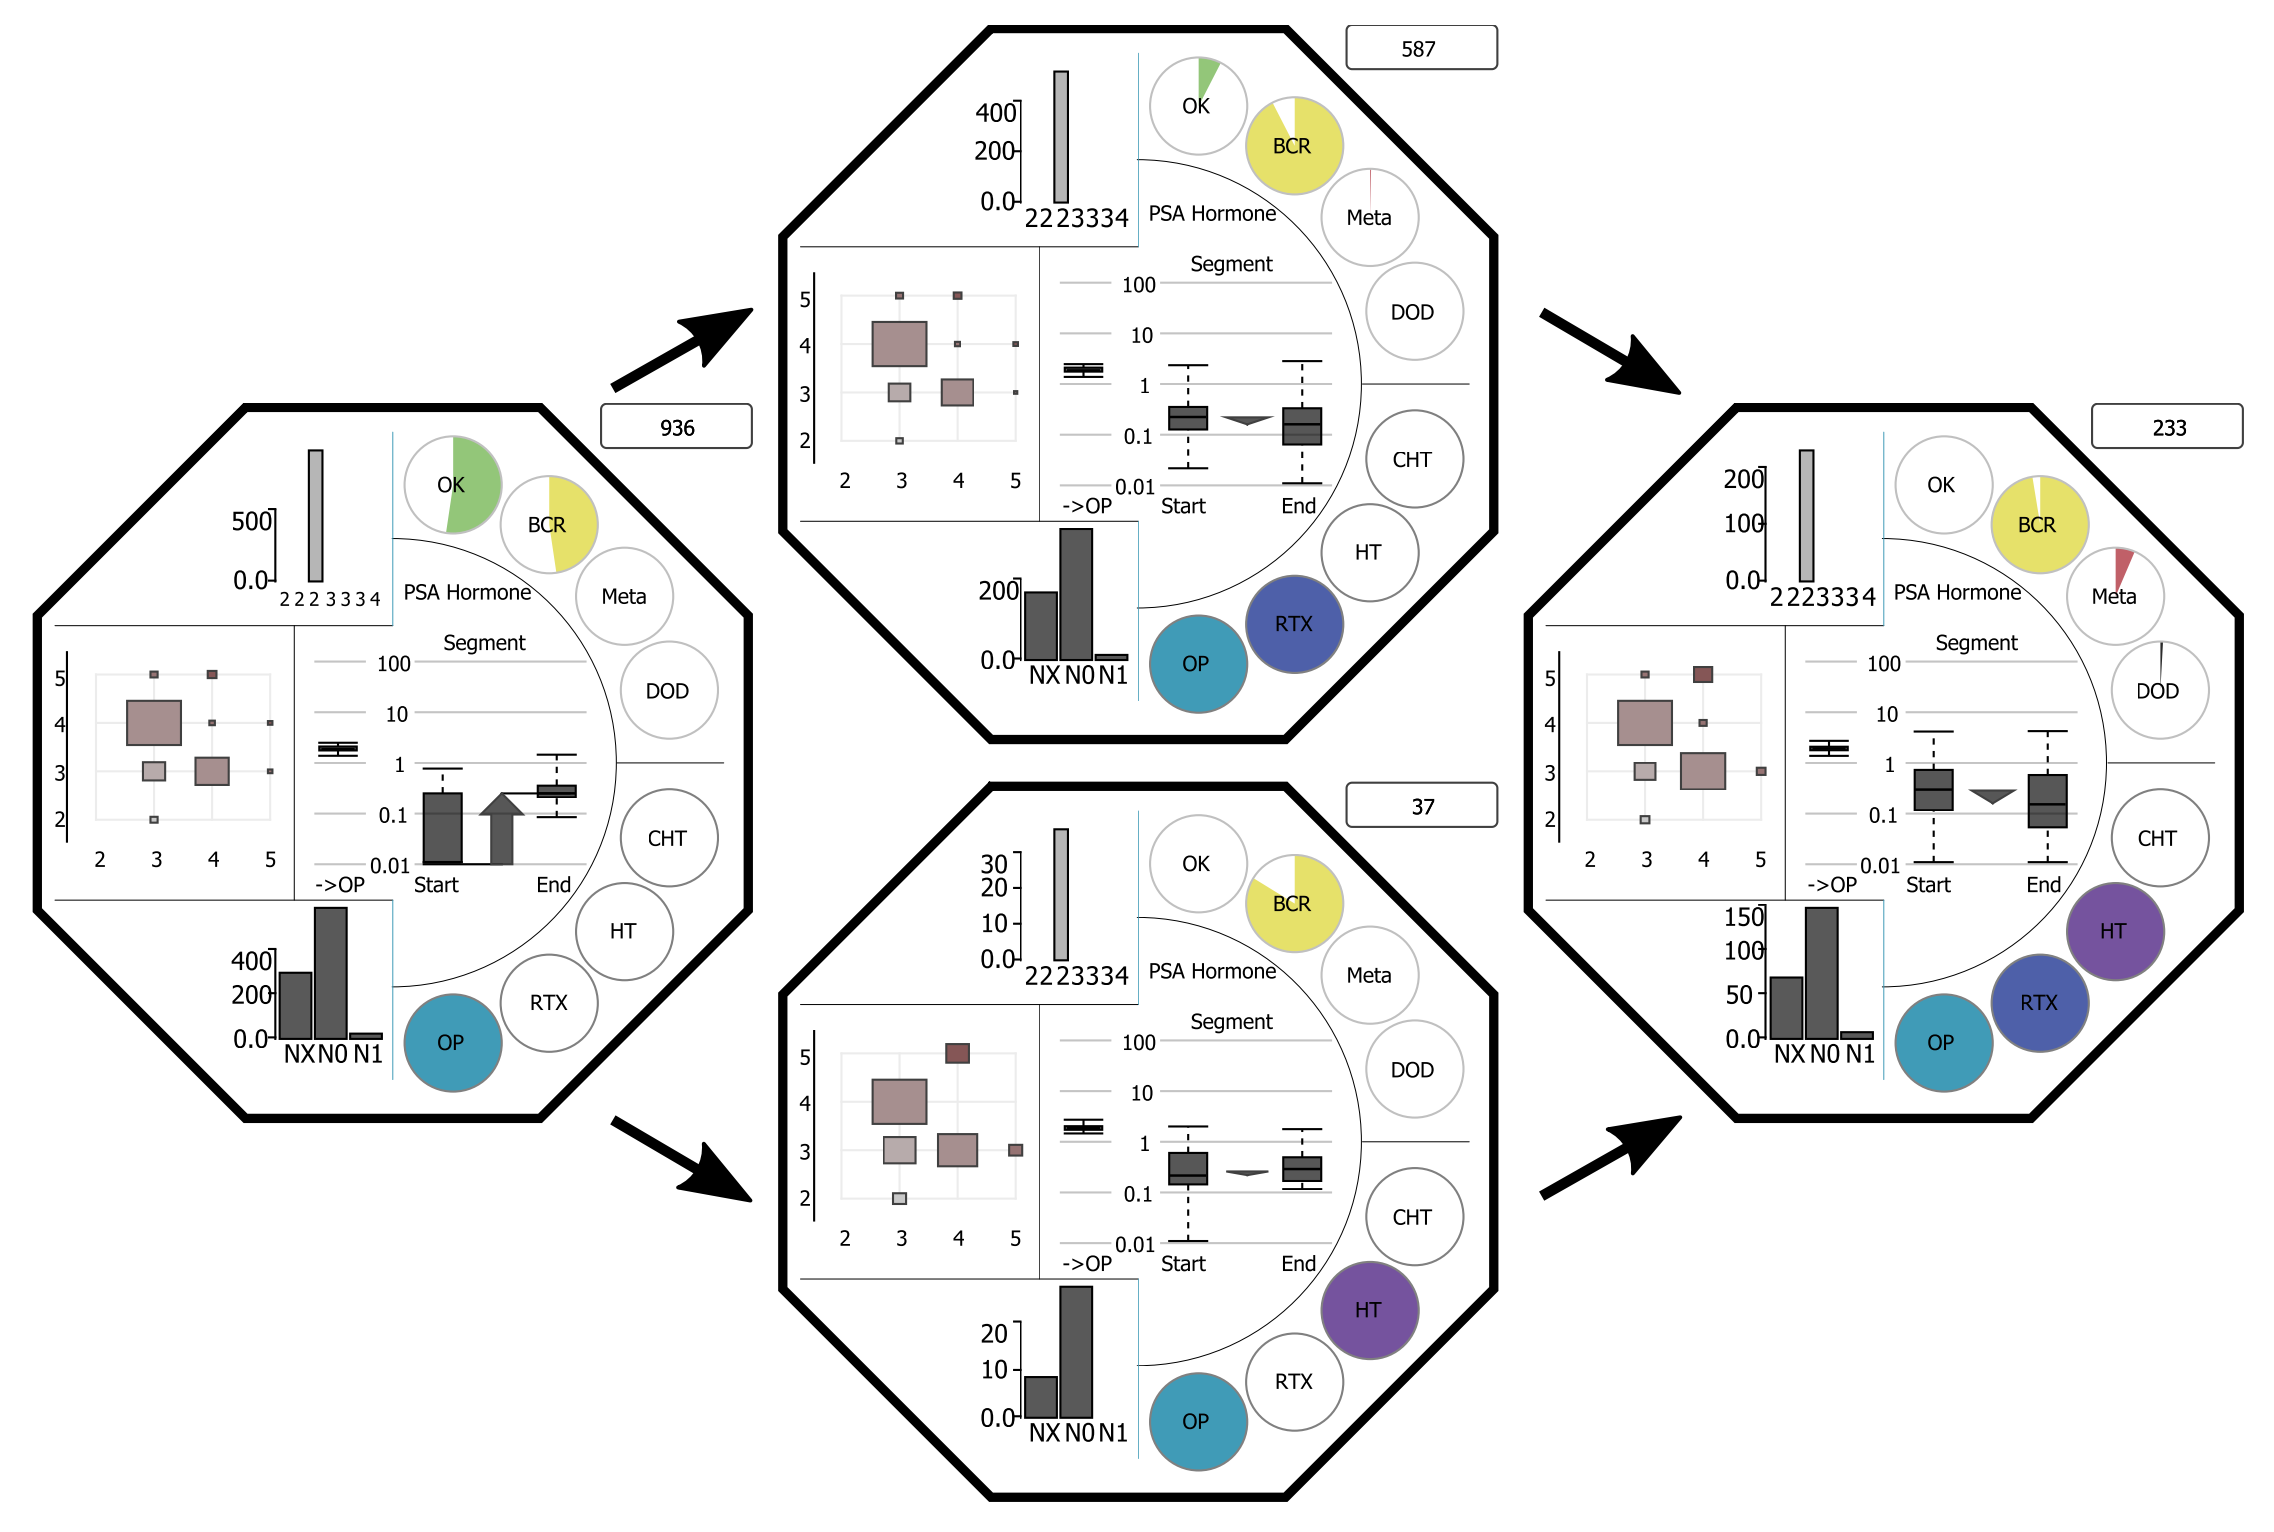 936
500
0.0
2 2 2 3 3 3 4
OK
BCR
Meta
DOD
PSA Hormone
Segment
5
4
3
2
2 3 4 5
100
10
1
0.1
0.01
->OP Start End
CHT
HT
RTX
OP
400
200
0.0
NX N0 N1
587
400
200
0.0
2223334
OK
BCR
Meta
DOD
PSA Hormone
Segment
5
4
3
2
2 3 4 5
100
10
1
0.1
0.01
->OP Start End
CHT
HT
RTX
OP
200
0.0
NX N0 N1
37
30
20
10
0.0
2223334
OK
BCR
Meta
DOD
PSA Hormone
Segment
5
4
3
2
2 3 4 5
100
10
1
0.1
0.01
->OP Start End
CHT
HT
RTX
OP
20
10
0.0
NX N0 N1
233
200
100
0.0
2223334
OK
BCR
Meta
DOD
PSA Hormone
Segment
5
4
3
2
2 3 4 5
100
10
1
0.1
0.01
->OP Start End
CHT
HT
RTX
OP
150
100
50
0.0
NX N0 N1